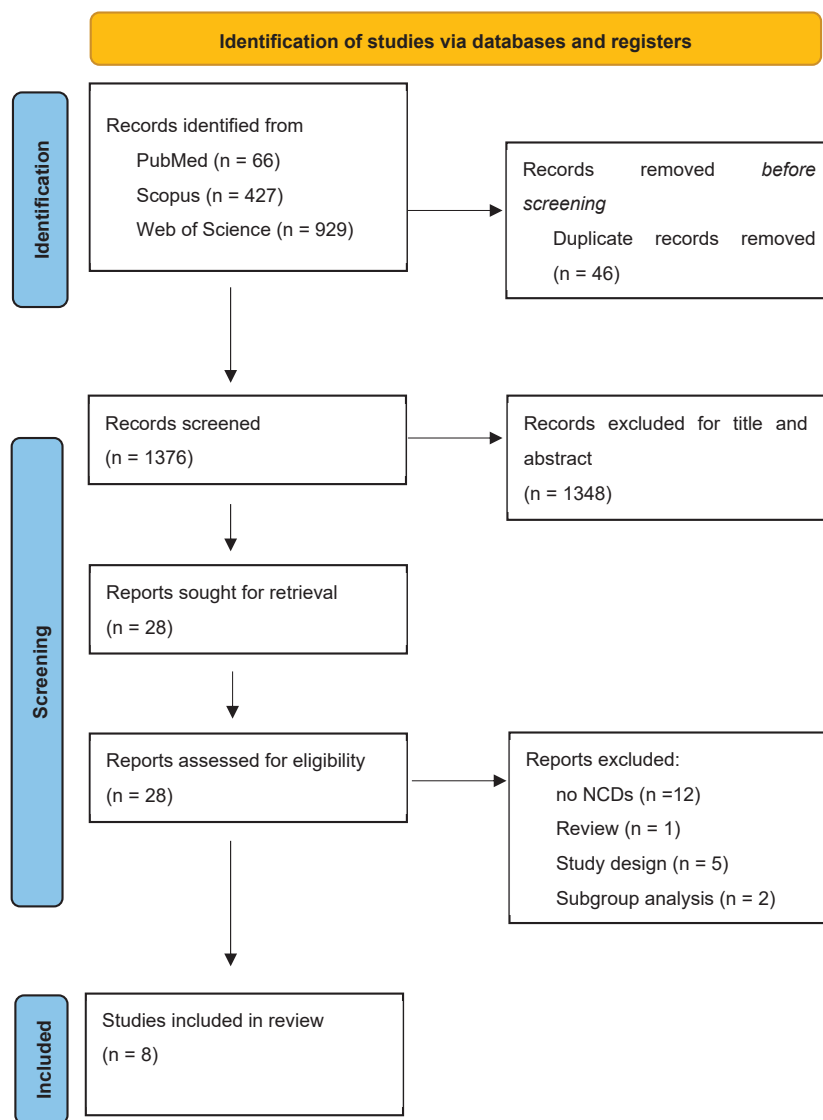 Identification of studies via databases and registers
Identification
Records identified from
PubMed (n = 66)
Scopus (n = 427)
Web of Science (n = 929)
Records removed before
screening
Duplicate records removed
(n = 46)
Screening
Records screened
(n = 1376)
Records excluded for title and
abstract
(n = 1348)
Reports sought for retrieval
(n = 28)
Reports assessed for eligibility
(n = 28)
Reports excluded:
no NCDs (n =12)
Review (n = 1)
Study design (n = 5)
Subgroup analysis (n = 2)
Included
Studies included in review
(n = 8)